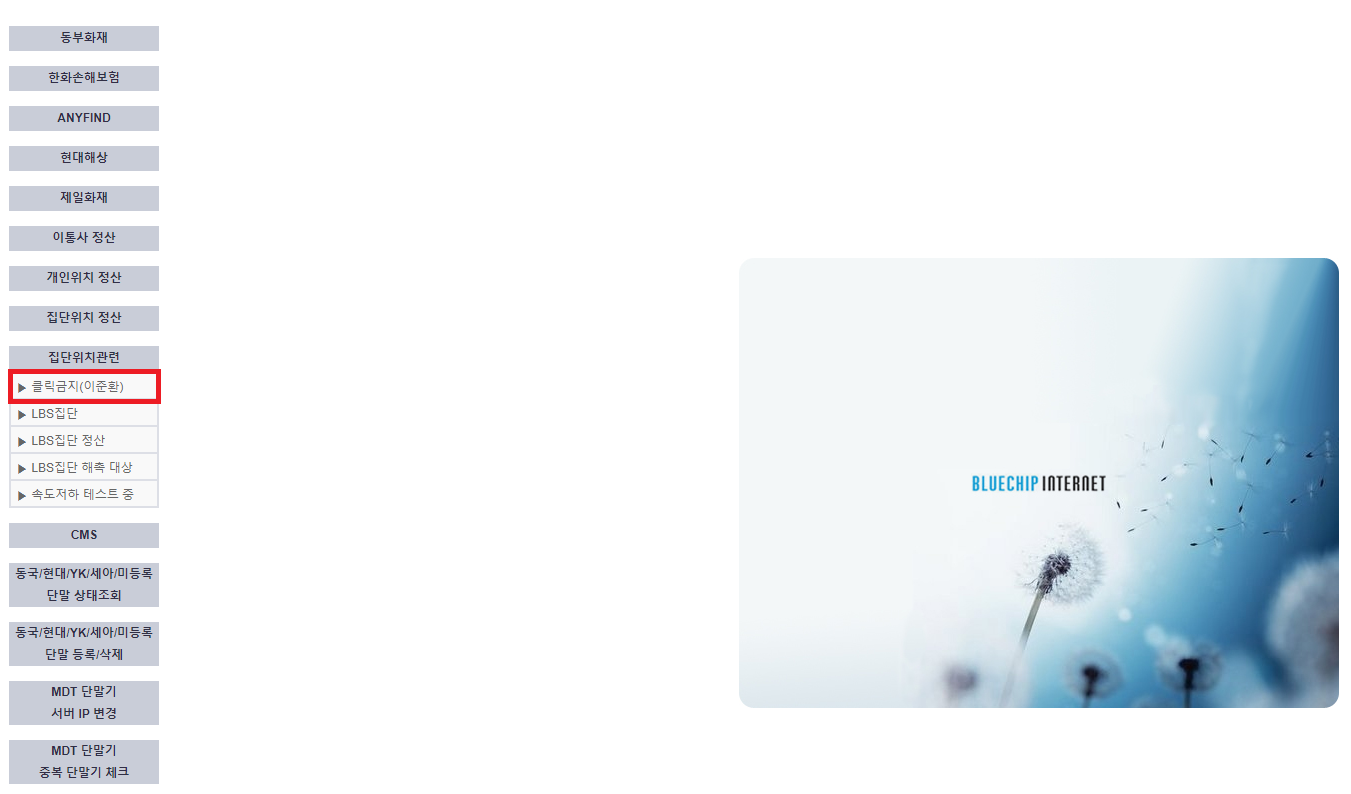 동부화재
한화손해보험
ANYFIND
현대해상
제일화재
이통사 정산
개인위치 정산
집단위치 정산
집단위치관련
▶ 클릭금지(이준환)
▶ LBS집단
▶ LBS집단 정산
▶ LBS집단 해촉 대상
▶ 속도저하 테스트 중
CMS
동국/현대/YK/세아/미등록
단말 상태조회
동국/현대/YK/세아/미등록
단말 등록/삭제
MDT 단말기
서버 IP 변경
MDT 단말기
중복 단말기 체크
BLUECHIP INTERNET